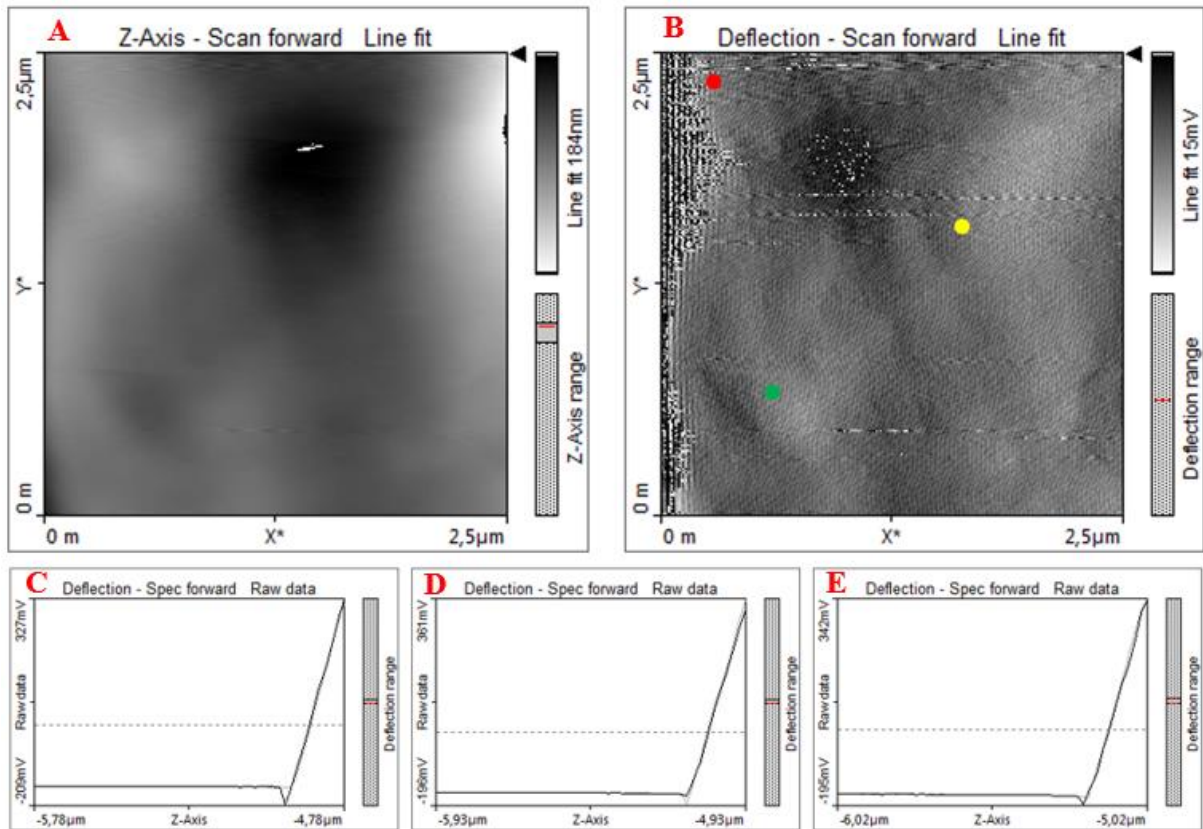 A
Z-Axis - Scan forward Line fit
2,5µm
Y*
0 m
0 m
X*
2,5µm
Line fit 184nm
Z-Axis range
B
Deflection - Scan forward Line fit
2,5µm
Y*
0 m
0 m
X*
2,5µm
Line fit 15mV
Deflection range
C
Deflection - Spec forward Raw data
327mV
Raw data
-209mV
-5,78µm
Z-Axis
-4,78µm
Deflection range
D
Deflection - Spec forward Raw data
361mV
Raw data
-196mV
-5,93µm
Z-Axis
-4,93µm
Deflection range
E
Deflection - Spec forward Raw data
342mV
Raw data
-195mV
-6,02µm
Z-Axis
-5,02µm
Deflection range